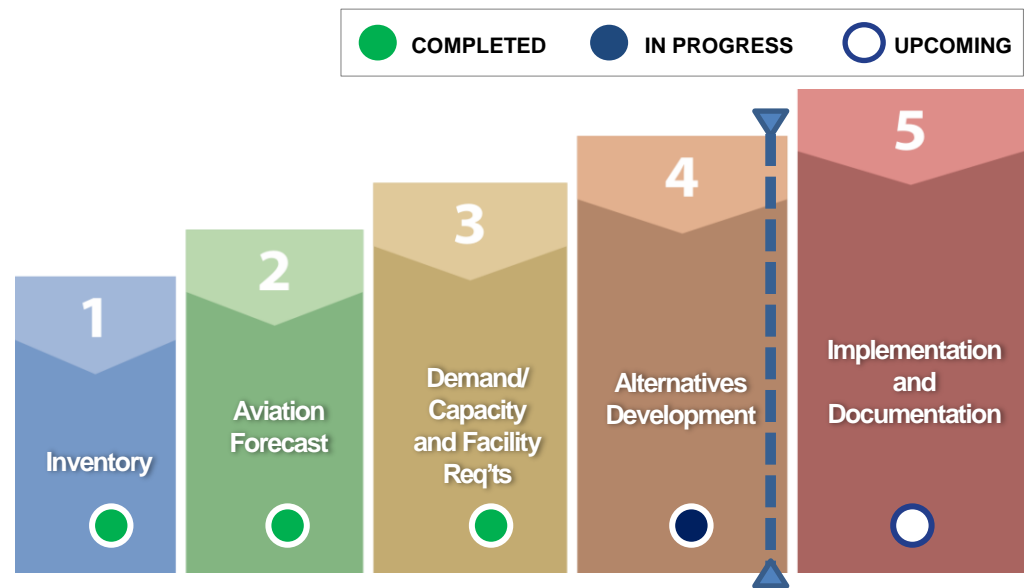 COMPLETED
IN PROGRESS
UPCOMING
1
Inventory
2
Aviation
Forecast
3
Demand/
Capacity
and Facility
Req'ts
4
Alternatives
Development
5
Implementation
and
Documentation